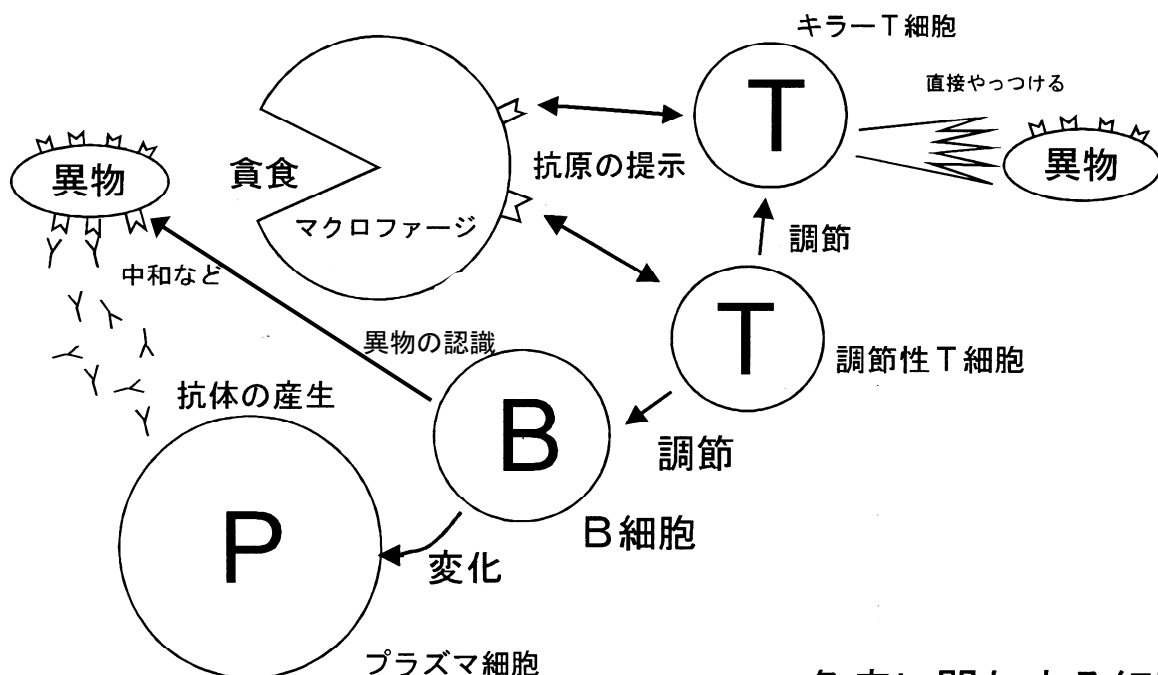 キラーT細胞
直接やっつける
T
異物
異物
貪食
抗原の提示
マクロファージ
調節
中和など
T
異物の認識
調節性T細胞
抗体の産生
B
調節
B細胞
P
変化
プラズマ細胞